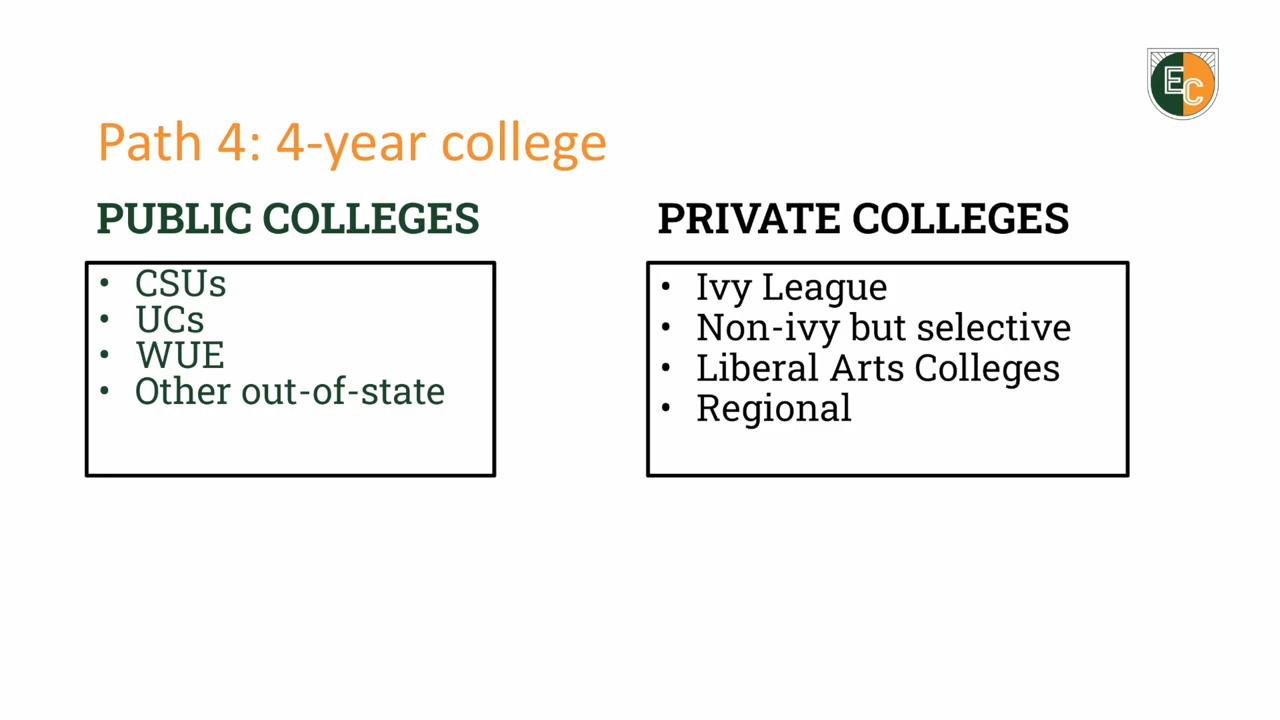 EC
Path 4: 4-year college
PUBLIC COLLEGES
• CSUs
• UCs
• WUE
• Other out-of-state
PRIVATE COLLEGES
• Ivy League
• Non-ivy but selective
• Liberal Arts Colleges
• Regional